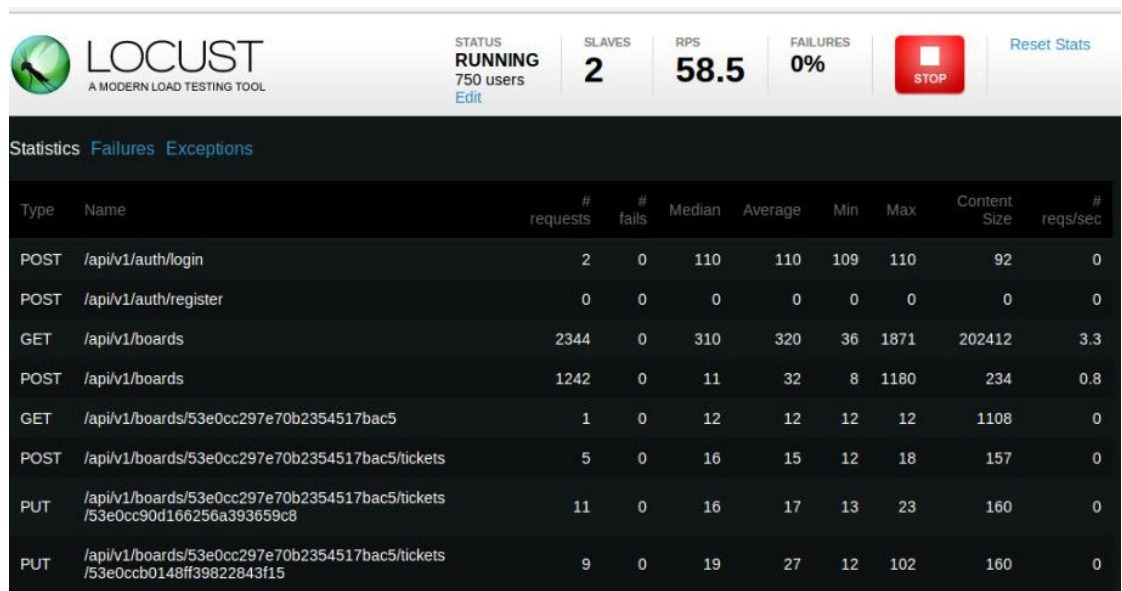 LOCUST
A MODERN LOAD TESTING TOOL
STATUS
RUNNING
750 users
Edit
SLAVES
2
RPS
58.5
FAILURES
0%
STOP
Reset Stats
Statistics Failures Exceptions
Type Name # requests # fails Median Average Min Max Content Size # reqs/sec
POST /api/v1/auth/login 2 0 110 110 109 110 92 0
POST /api/v1/auth/register 0 0 0 0 0 0 0 0
GET /api/v1/boards 2344 0 310 320 36 1871 202412 3.3
POST /api/v1/boards 1242 0 11 32 8 1180 234 0.8
GET /api/v1/boards/53e0cc297e70b2354517bac5 1 0 12 12 12 12 1108 0
POST /api/v1/boards/53e0cc297e70b2354517bac5/tickets 5 0 16 15 12 18 157 0
PUT /api/v1/boards/53e0cc297e70b2354517bac5/tickets
/53e0cc90d166256a393659c8 11 0 16 17 13 23 160 0
PUT /api/v1/boards/53e0cc297e70b2354517bac5/tickets
/53e0ccb0148ff39822843f15 9 0 19 27 12 102 160 0